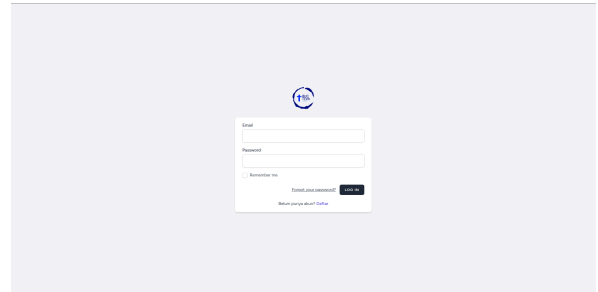 Email
Password
Remember me
Forgot your password? LOG IN
Belum punya akun? Daftar